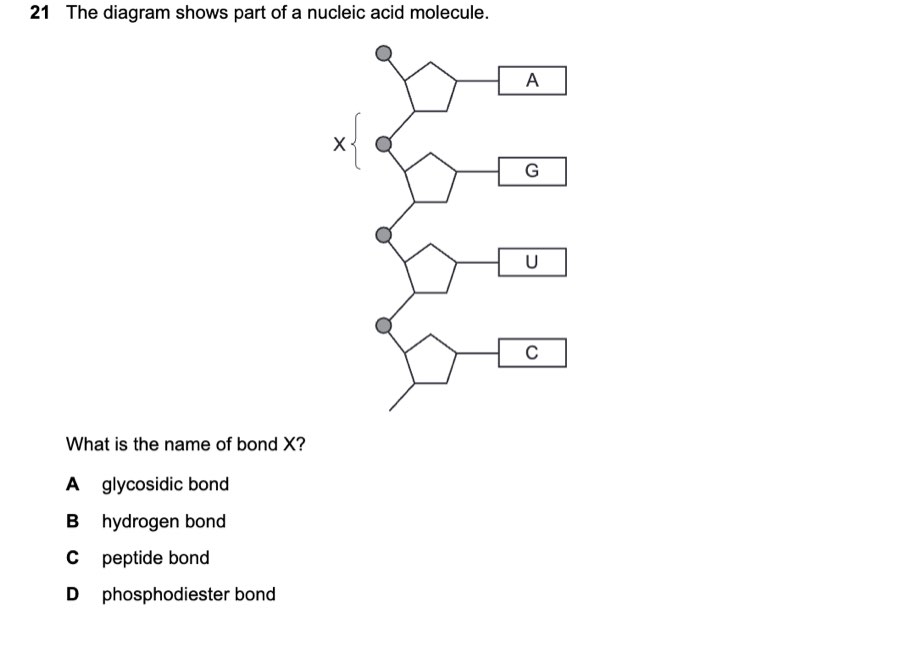 21 The diagram shows part of a nucleic acid molecule.
A
X
G
U
C
What is the name of bond X?
A glycosidic bond
B hydrogen bond
C peptide bond
D phosphodiester bond